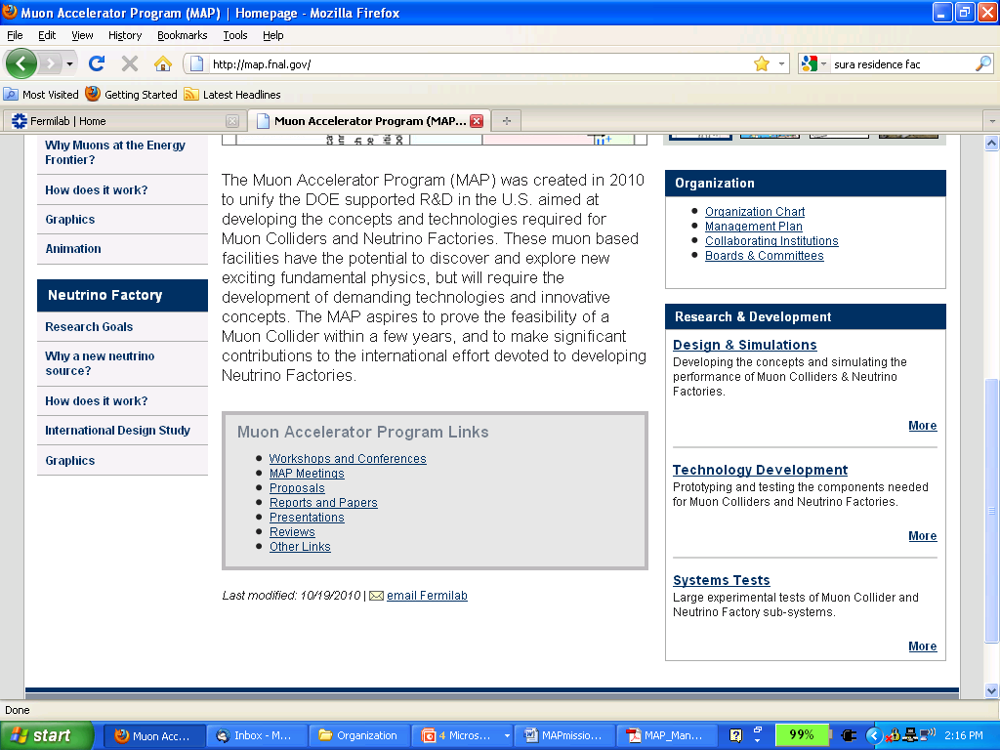 Muon Accelerator Program (MAP) | Homepage - Mozilla Firefox
File Edit View History Bookmarks Tools Help
http://map.fnal.gov/
sura residence fac
Most Visited Getting Started Latest Headlines
Fermilab | Home
Muon Accelerator Program (MAP...
Why Muons at the Energy
Frontier?
How does it work?
Graphics
Animation
Neutrino Factory
Research Goals
Why a new neutrino
source?
How does it work?
International Design Study
Graphics
The Muon Accelerator Program (MAP) was created in 2010
to unify the DOE supported R&D in the U.S. aimed at
developing the concepts and technologies required for
Muon Colliders and Neutrino Factories. These muon based
facilities have the potential to discover and explore new
exciting fundamental physics, but will require the
development of demanding technologies and innovative
concepts. The MAP aspires to prove the feasibility of a
Muon Collider within a few years, and to make significant
contributions to the international effort devoted to developing
Neutrino Factories.
Muon Accelerator Program Links
Workshops and Conferences
MAP Meetings
Proposals
Reports and Papers
Presentations
Reviews
Other Links
Last modified: 10/19/2010 | email Fermilab
Organization
Organization Chart
Management Plan
Collaborating Institutions
Boards & Committees
Research & Development
Design & Simulations
Developing the concepts and simulating the
performance of Muon Colliders & Neutrino
Factories.
More
Technology Development
Prototyping and testing the components needed
for Muon Colliders and Neutrino Factories.
More
Systems Tests
Large experimental tests of Muon Collider and
Neutrino Factory sub-systems.
More
Done
start
Muon Acc...
Inbox - M...
Organization
4 Micros...
MAPmissio...
MAP_Man...
99%
2:16 PM